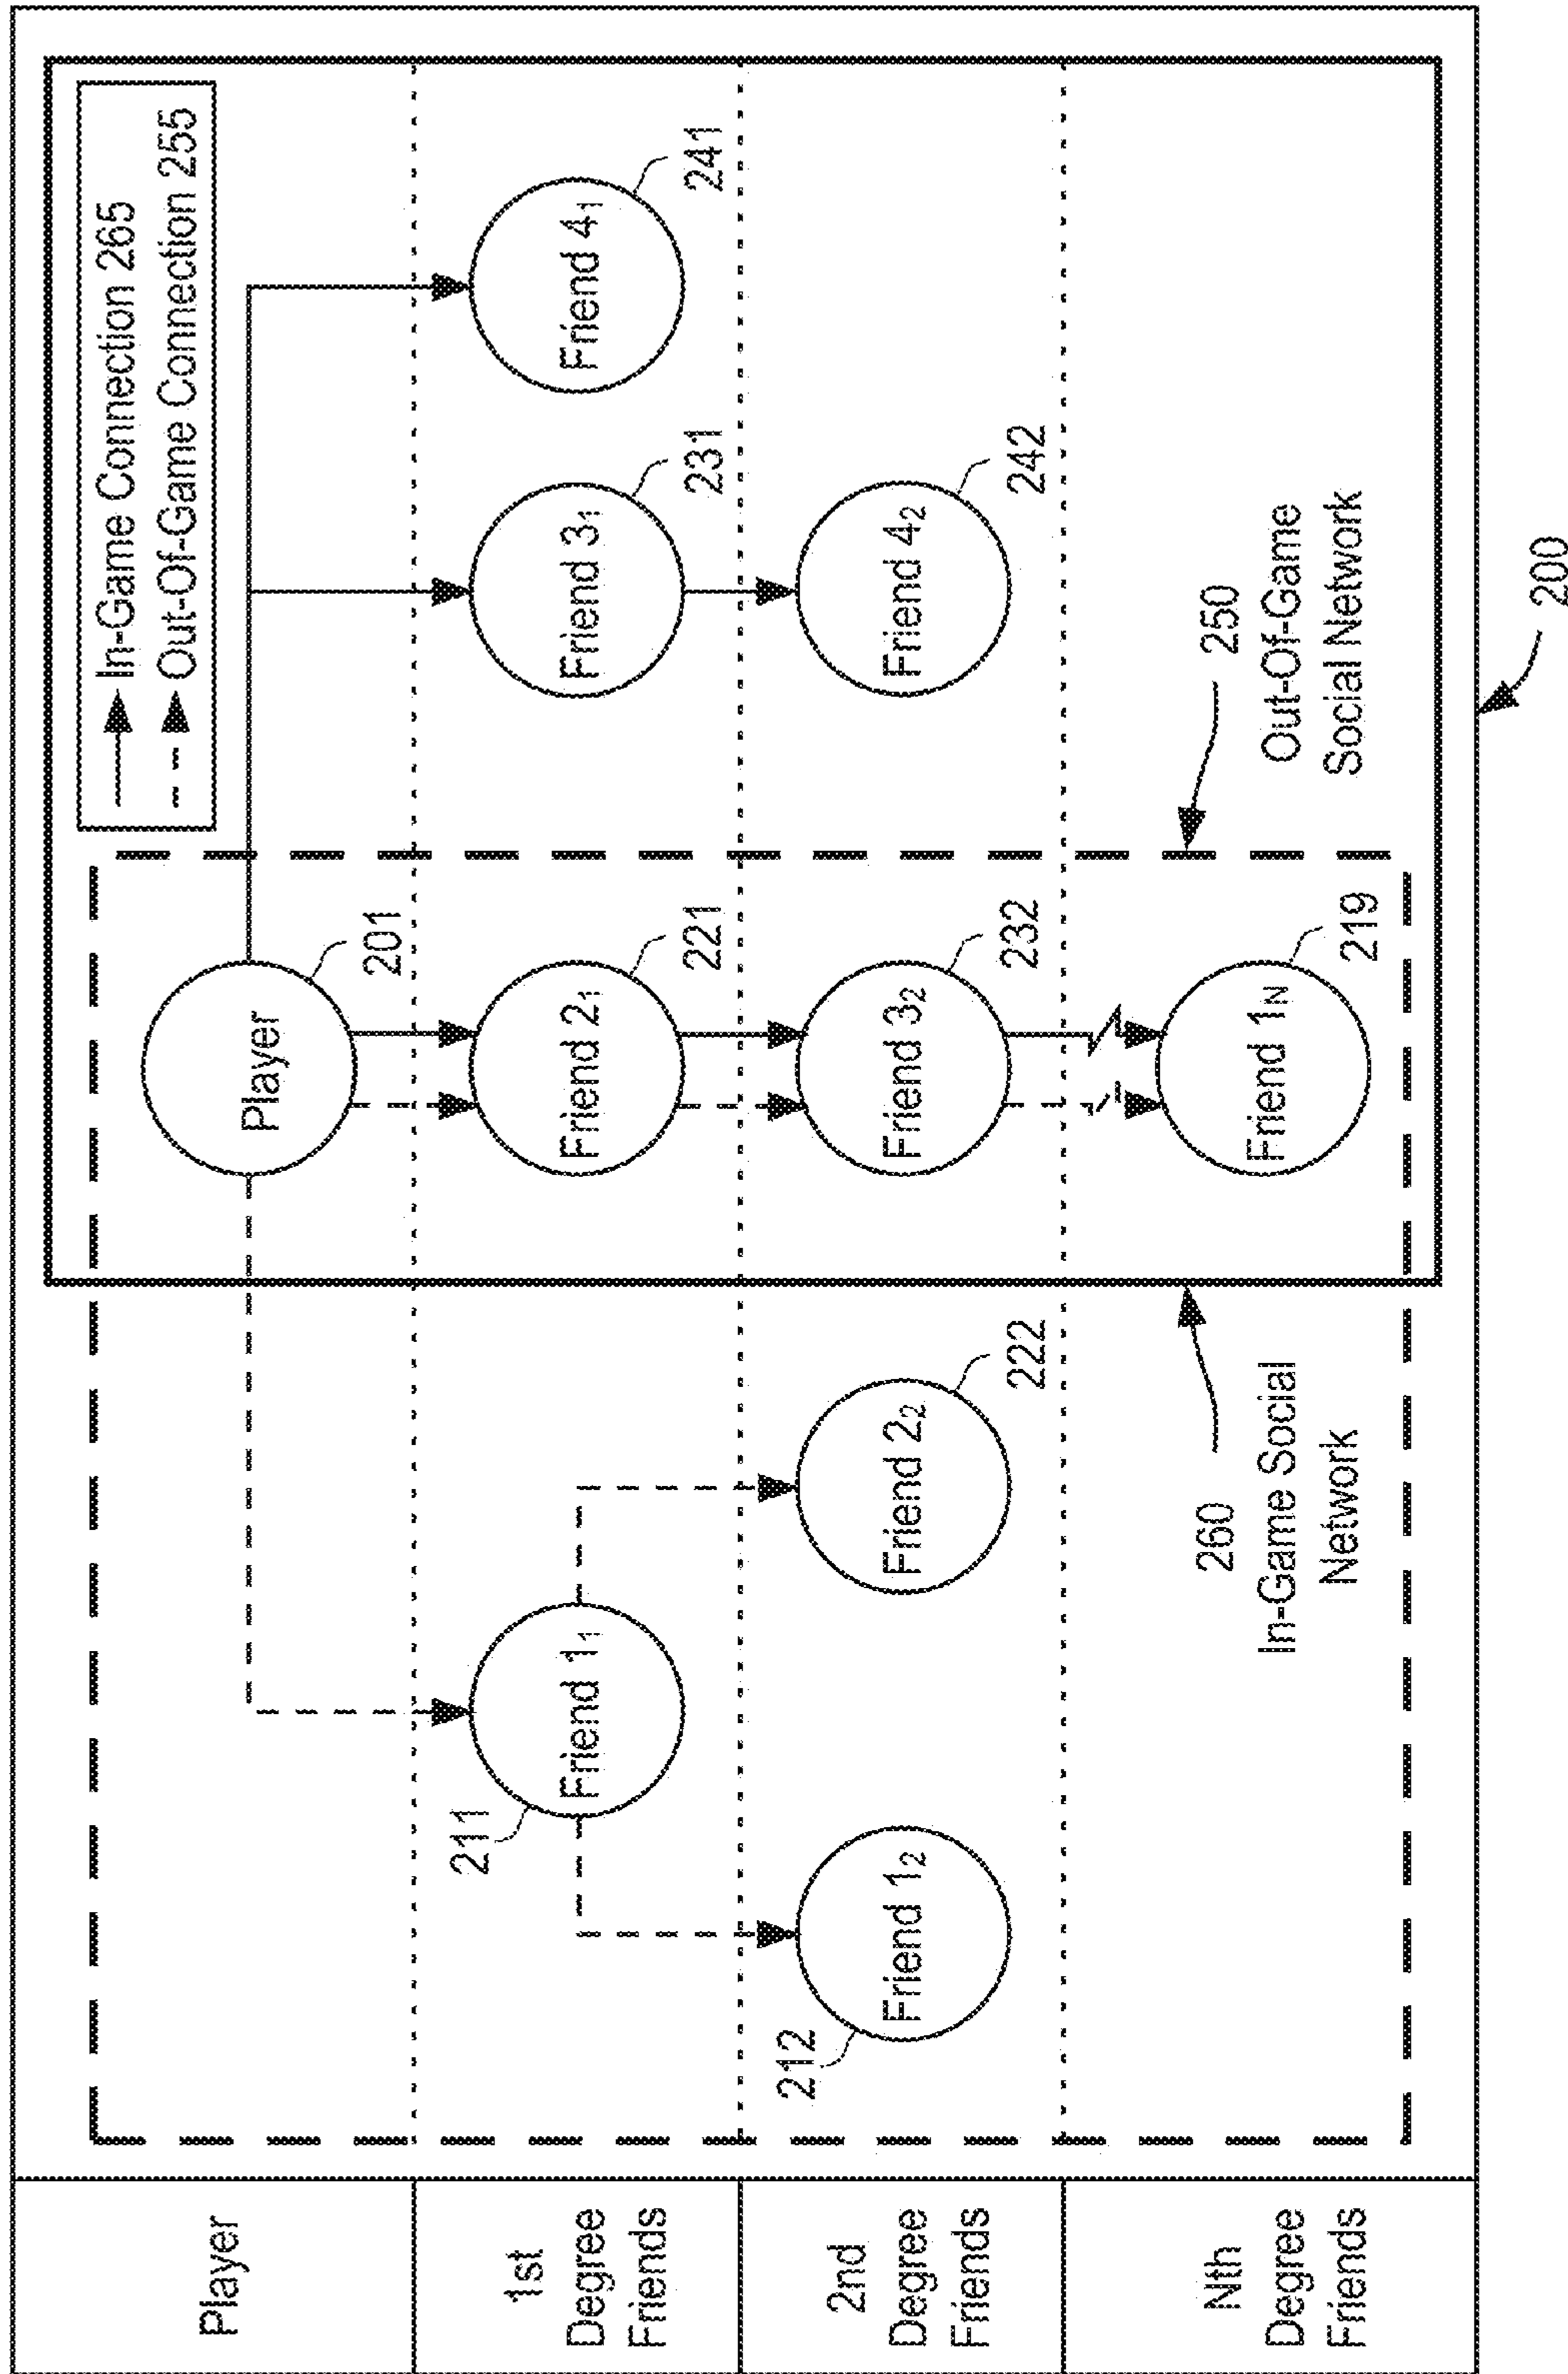 Player
1st
Degree
Friends
2nd
Degree
Friends
Nth
Degree
Friends
In-Game Connection 265
Out-Of-Game Connection 255
Player
201
211
Friend 1₁
Friend 2₁
221
Friend 3₁
231
Friend 4₁
241
212
Friend 1₂
Friend 2₂
222
Friend 3₂
232
Friend 4₂
242
Friend 1N
219
260
In-Game Social
Network
250
Out-Of-Game
Social Network
200